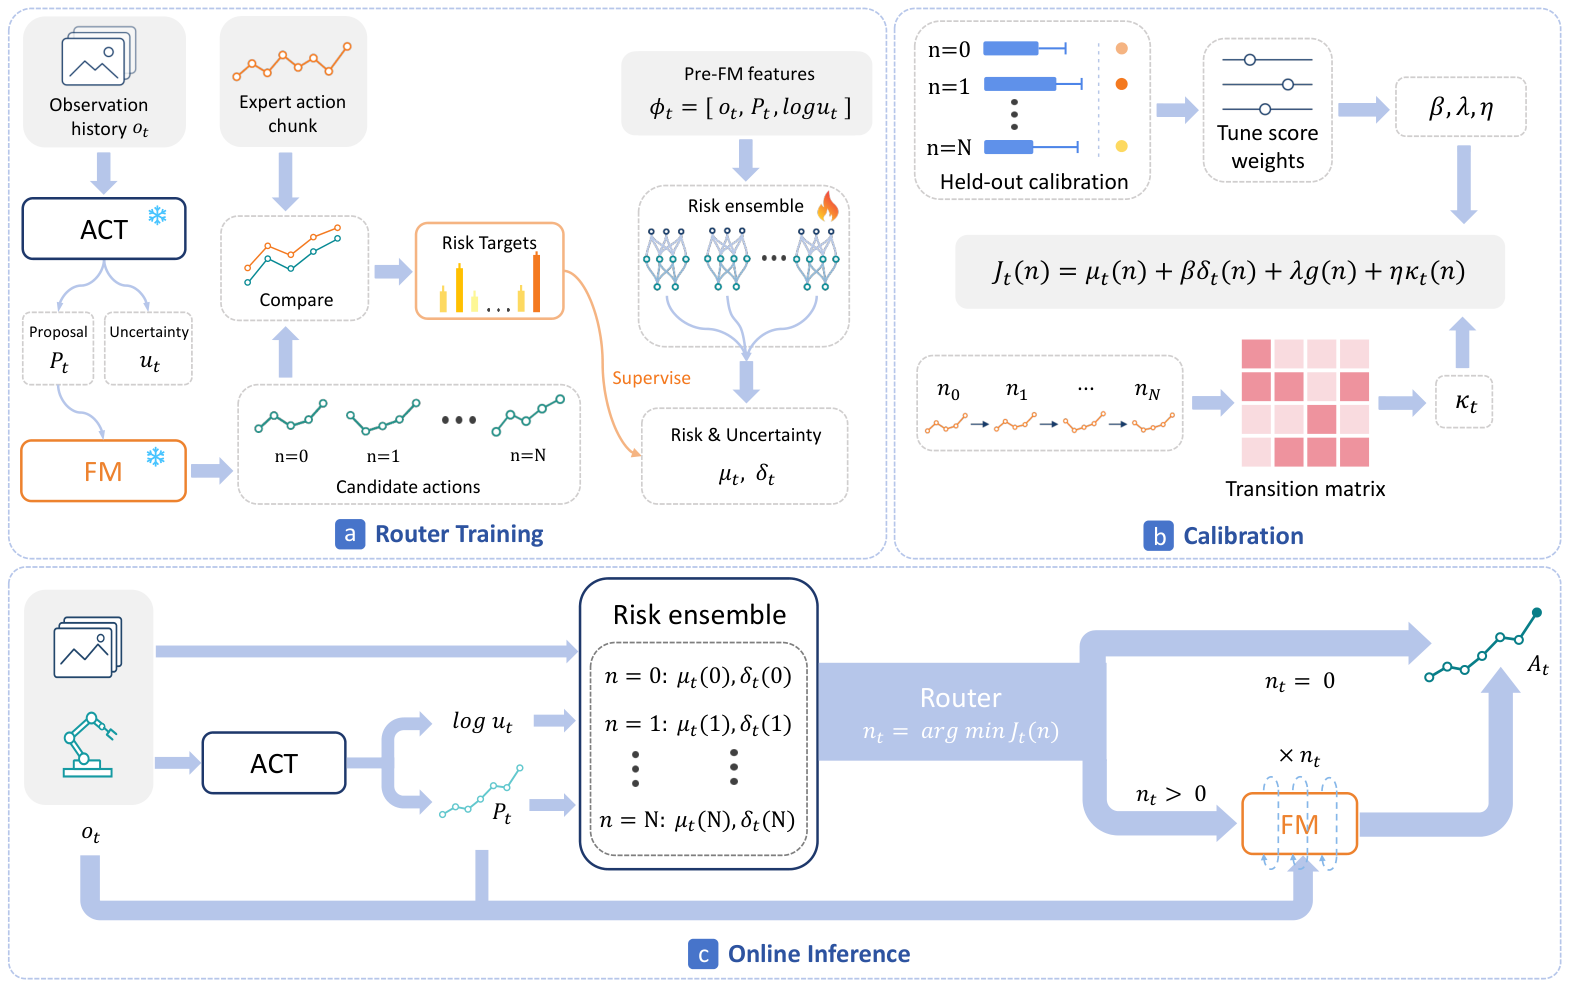 Observation
history o_t
Expert action
chunk
Pre-FM features
ϕ_t = [ o_t, P_t, logu_t ]
ACT
Compare
Risk Targets
...
Risk ensemble
...
Proposal
P_t
Uncertainty
u_t
Supervise
FM
n=0
n=1
...
n=N
Candidate actions
Risk & Uncertainty
μ_t, δ_t
a Router Training
n=0
n=1
⋮
n=N
Held-out calibration
Tune score
weights
β, λ, η
J_t(n) = μ_t(n) + βδ_t(n) + λg(n) + ηκ_t(n)
n_0
n_1
...
n_N
κ_t
Transition matrix
b Calibration
o_t
ACT
log u_t
P_t
Risk ensemble
n = 0: μ_t(0), δ_t(0)
n = 1: μ_t(1), δ_t(1)
⋮ ⋮
n = N: μ_t(N), δ_t(N)
Router
n_t = arg min J_t(n)
n_t = 0
n_t > 0
× n_t
FM
A_t
c Online Inference